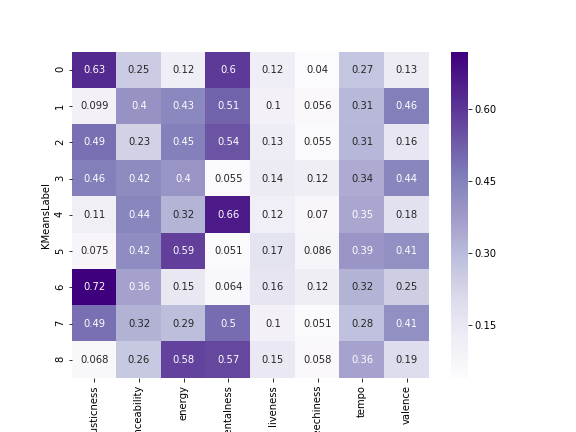 0 0.63 0.25 0.12 0.6 0.12 0.04 0.27 0.13
1 0.099 0.4 0.43 0.51 0.1 0.056 0.31 0.46 0.60
2 0.49 0.23 0.45 0.54 0.13 0.055 0.31 0.16
3 0.46 0.42 0.4 0.055 0.14 0.12 0.34 0.44 0.45
KMeansLabel
4 0.11 0.44 0.32 0.66 0.12 0.07 0.35 0.18
5 0.075 0.42 0.59 0.051 0.17 0.086 0.39 0.41 0.30
6 0.72 0.36 0.15 0.064 0.16 0.12 0.32 0.25
7 0.49 0.32 0.29 0.5 0.1 0.051 0.28 0.41 0.15
8 0.068 0.26 0.58 0.57 0.15 0.058 0.36 0.19
usticness nceability energy entalness liveness eechiness tempo valence